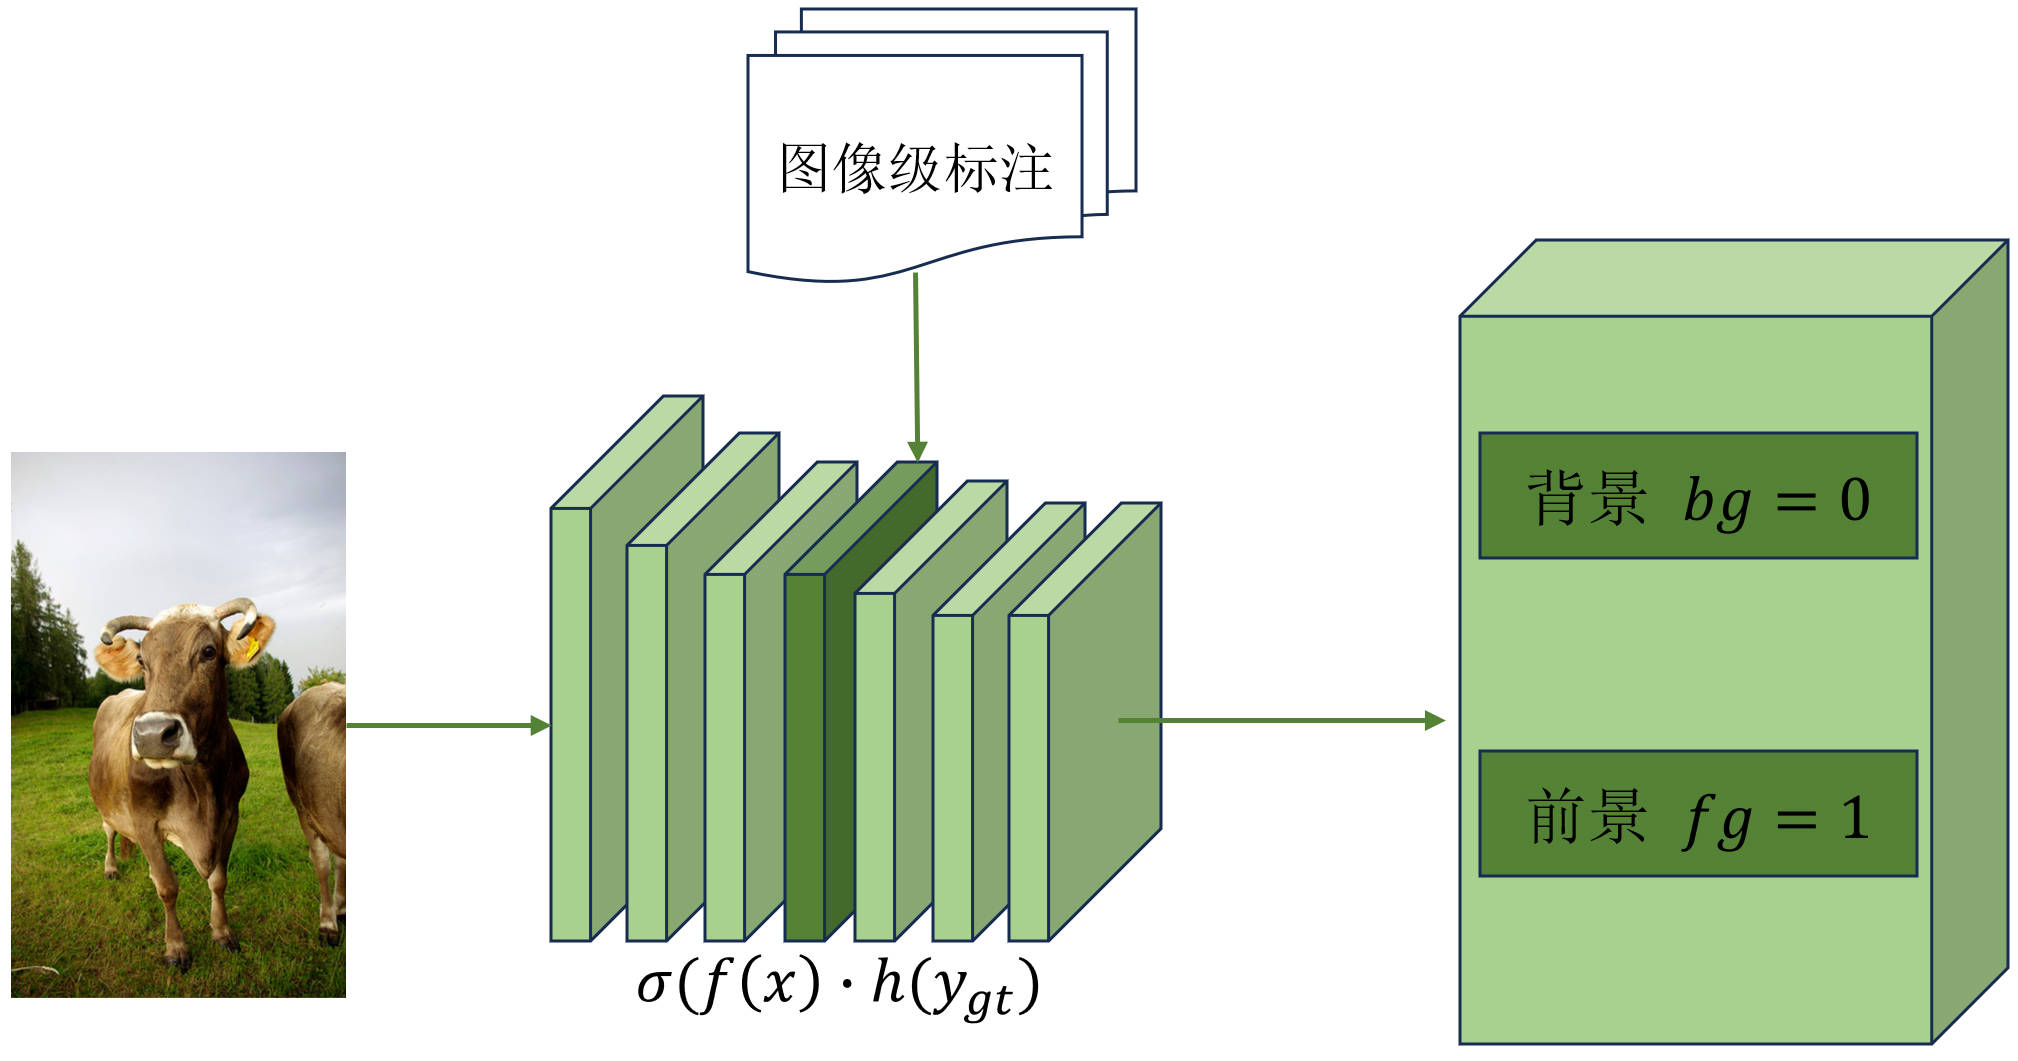 图像级标注
背景 bg = 0
前景 fg = 1
σ(f(x) · h(y_gt)